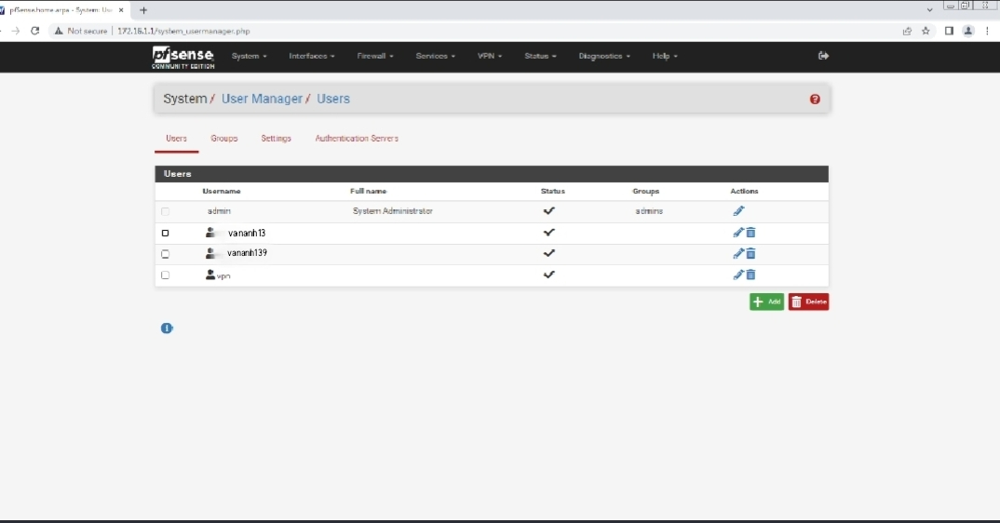 pfSense.home.arpa - System: Use
Not secure | 172.16.1.1/system_usermanager.php
pfsense
COMMUNITY EDITION
System Interfaces Firewall Services VPN Status Diagnostics Help
System / User Manager / Users
Users Groups Settings Authentication Servers
Users
Username Full name Status Groups Actions
admin System Administrator admins
vananh13
vananh139
vpn
Add Delete